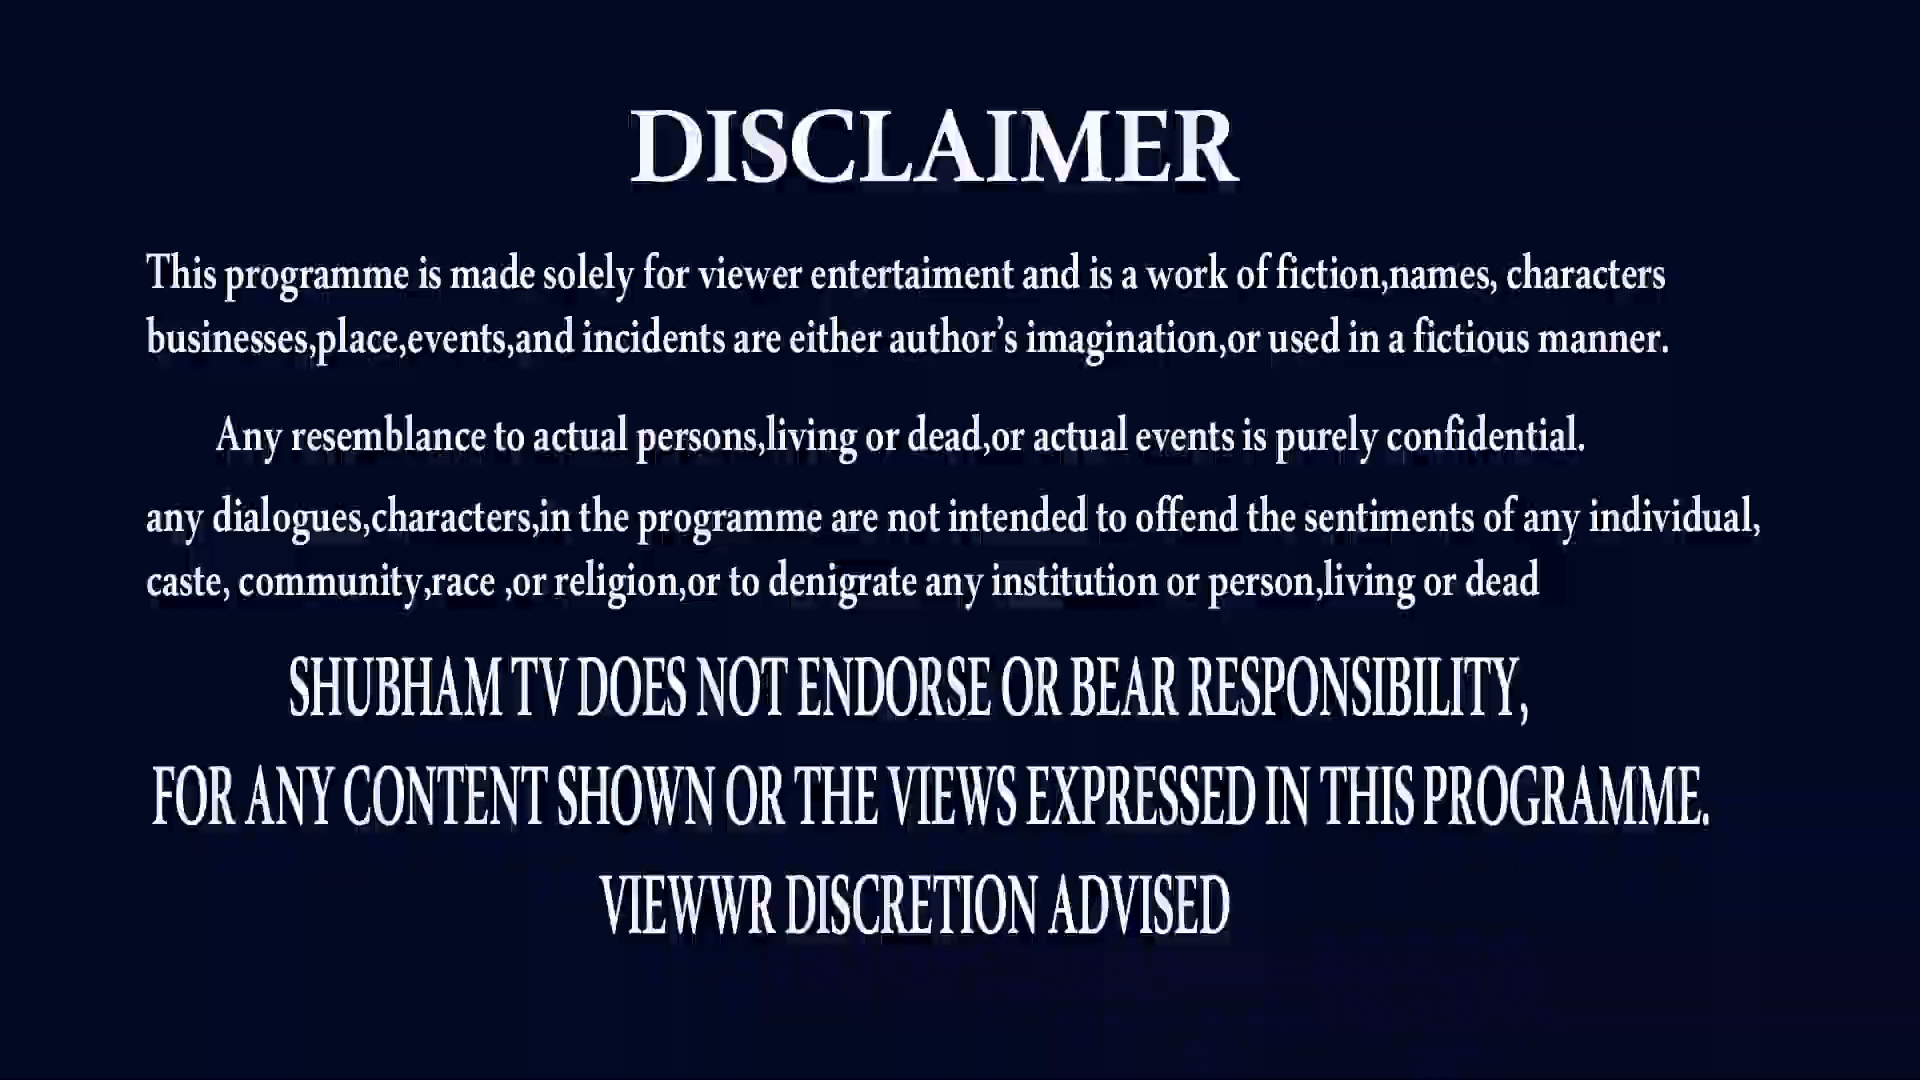 DISCLAIMER
This programme is made solely for viewer entertaiment and is a work of fiction,names, characters
businesses,place,events,and incidents are either author's imagination,or used in a fictious manner.
Any resemblance to actual persons,living or dead,or actual events is purely confidential.
any dialogues,characters,in the programme are not intended to offend the sentiments of any individual,
caste, community,race ,or religion,or to denigrate any institution or person,living or dead
SHUBHAM TV DOES NOT ENDORSE OR BEAR RESPONSIBILITY,
FOR ANY CONTENT SHOWN OR THE VIEWS EXPRESSED IN THIS PROGRAMME.
VIEWWR DISCRETION ADVISED